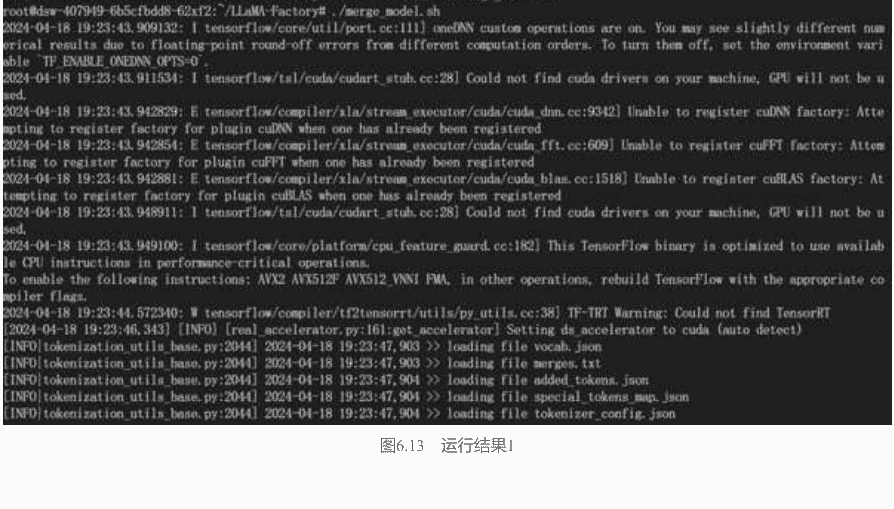 root@dsw-407949-6b5cfbdd8-62xf2:~/LLaMA-Factory# ./merge_model.sh
2024-04-18 19:23:43.909132: I tensorflow/core/util/port.cc:111] oneDNN custom operations are on. You may see slightly different num
erical results due to floating-point round-off errors from different computation orders. To turn them off, set the environment vari
able `TF_ENABLE_ONEDNN_OPTS=0`.
2024-04-18 19:23:43.911534: I tensorflow/tsl/cuda/cudart_stub.cc:28] Could not find cuda drivers on your machine, GPU will not be u
sed.
2024-04-18 19:23:43.942829: E tensorflow/compiler/xla/stream_executor/cuda/cuda_dnn.cc:9342] Unable to register cuDNN factory: Atte
mpting to register factory for plugin cuDNN when one has already been registered
2024-04-18 19:23:43.942854: E tensorflow/compiler/xla/stream_executor/cuda/cuda_fft.cc:609] Unable to register cuFFT factory: Attem
pting to register factory for plugin cuFFT when one has already been registered
2024-04-18 19:23:43.942881: E tensorflow/compiler/xla/stream_executor/cuda/cuda_blas.cc:1518] Unable to register cuBLAS factory: At
tempting to register factory for plugin cuBLAS when one has already been registered
2024-04-18 19:23:43.948911: I tensorflow/tsl/cuda/cudart_stub.cc:28] Could not find cuda drivers on your machine, GPU will not be u
sed.
2024-04-18 19:23:43.949100: I tensorflow/core/platform/cpu_feature_guard.cc:182] This TensorFlow binary is optimized to use availab
le CPU instructions in performance-critical operations.
To enable the following instructions: AVX2 AVX512F AVX512_VNNI FMA, in other operations, rebuild TensorFlow with the appropriate co
mpiler flags.
2024-04-18 19:23:44.572340: W tensorflow/compiler/tf2tensorrt/utils/py_utils.cc:38] TF-TRT Warning: Could not find TensorRT
[2024-04-18 19:23:46,343] [INFO] [real_accelerator.py:161:get_accelerator] Setting ds_accelerator to cuda (auto detect)
[INFO|tokenization_utils_base.py:2044] 2024-04-18 19:23:47,903 >> loading file vocab.json
[INFO|tokenization_utils_base.py:2044] 2024-04-18 19:23:47,903 >> loading file merges.txt
[INFO|tokenization_utils_base.py:2044] 2024-04-18 19:23:47,904 >> loading file added_tokens.json
[INFO|tokenization_utils_base.py:2044] 2024-04-18 19:23:47,904 >> loading file special_tokens_map.json
[INFO|tokenization_utils_base.py:2044] 2024-04-18 19:23:47,904 >> loading file tokenizer_config.json
图6.13 运行结果1